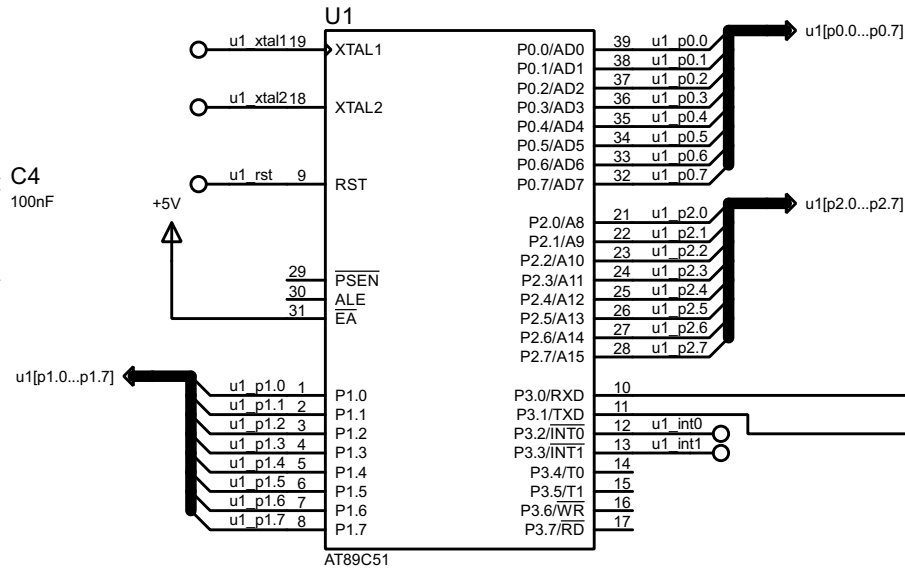 U1
u1_xtal1 19 XTAL1
u1_xtal2 18 XTAL2
u1_rst 9 RST
C4
100nF
+5V
29 PSEN
30 ALE
31 EA
u1[p1.0...p1.7]
u1_p1.0 1 P1.0
u1_p1.1 2 P1.1
u1_p1.2 3 P1.2
u1_p1.3 4 P1.3
u1_p1.4 5 P1.4
u1_p1.5 6 P1.5
u1_p1.6 7 P1.6
u1_p1.7 8 P1.7
P0.0/AD0 39 u1_p0.0
P0.1/AD1 38 u1_p0.1
P0.2/AD2 37 u1_p0.2
P0.3/AD3 36 u1_p0.3
P0.4/AD4 35 u1_p0.4
P0.5/AD5 34 u1_p0.5
P0.6/AD6 33 u1_p0.6
P0.7/AD7 32 u1_p0.7
u1[p0.0...p0.7]
P2.0/A8 21 u1_p2.0
P2.1/A9 22 u1_p2.1
P2.2/A10 23 u1_p2.2
P2.3/A11 24 u1_p2.3
P2.4/A12 25 u1_p2.4
P2.5/A13 26 u1_p2.5
P2.6/A14 27 u1_p2.6
P2.7/A15 28 u1_p2.7
u1[p2.0...p2.7]
P3.0/RXD 10
P3.1/TXD 11
P3.2/INT0 12 u1_int0
P3.3/INT1 13 u1_int1
P3.4/T0 14
P3.5/T1 15
P3.6/WR 16
P3.7/RD 17
AT89C51